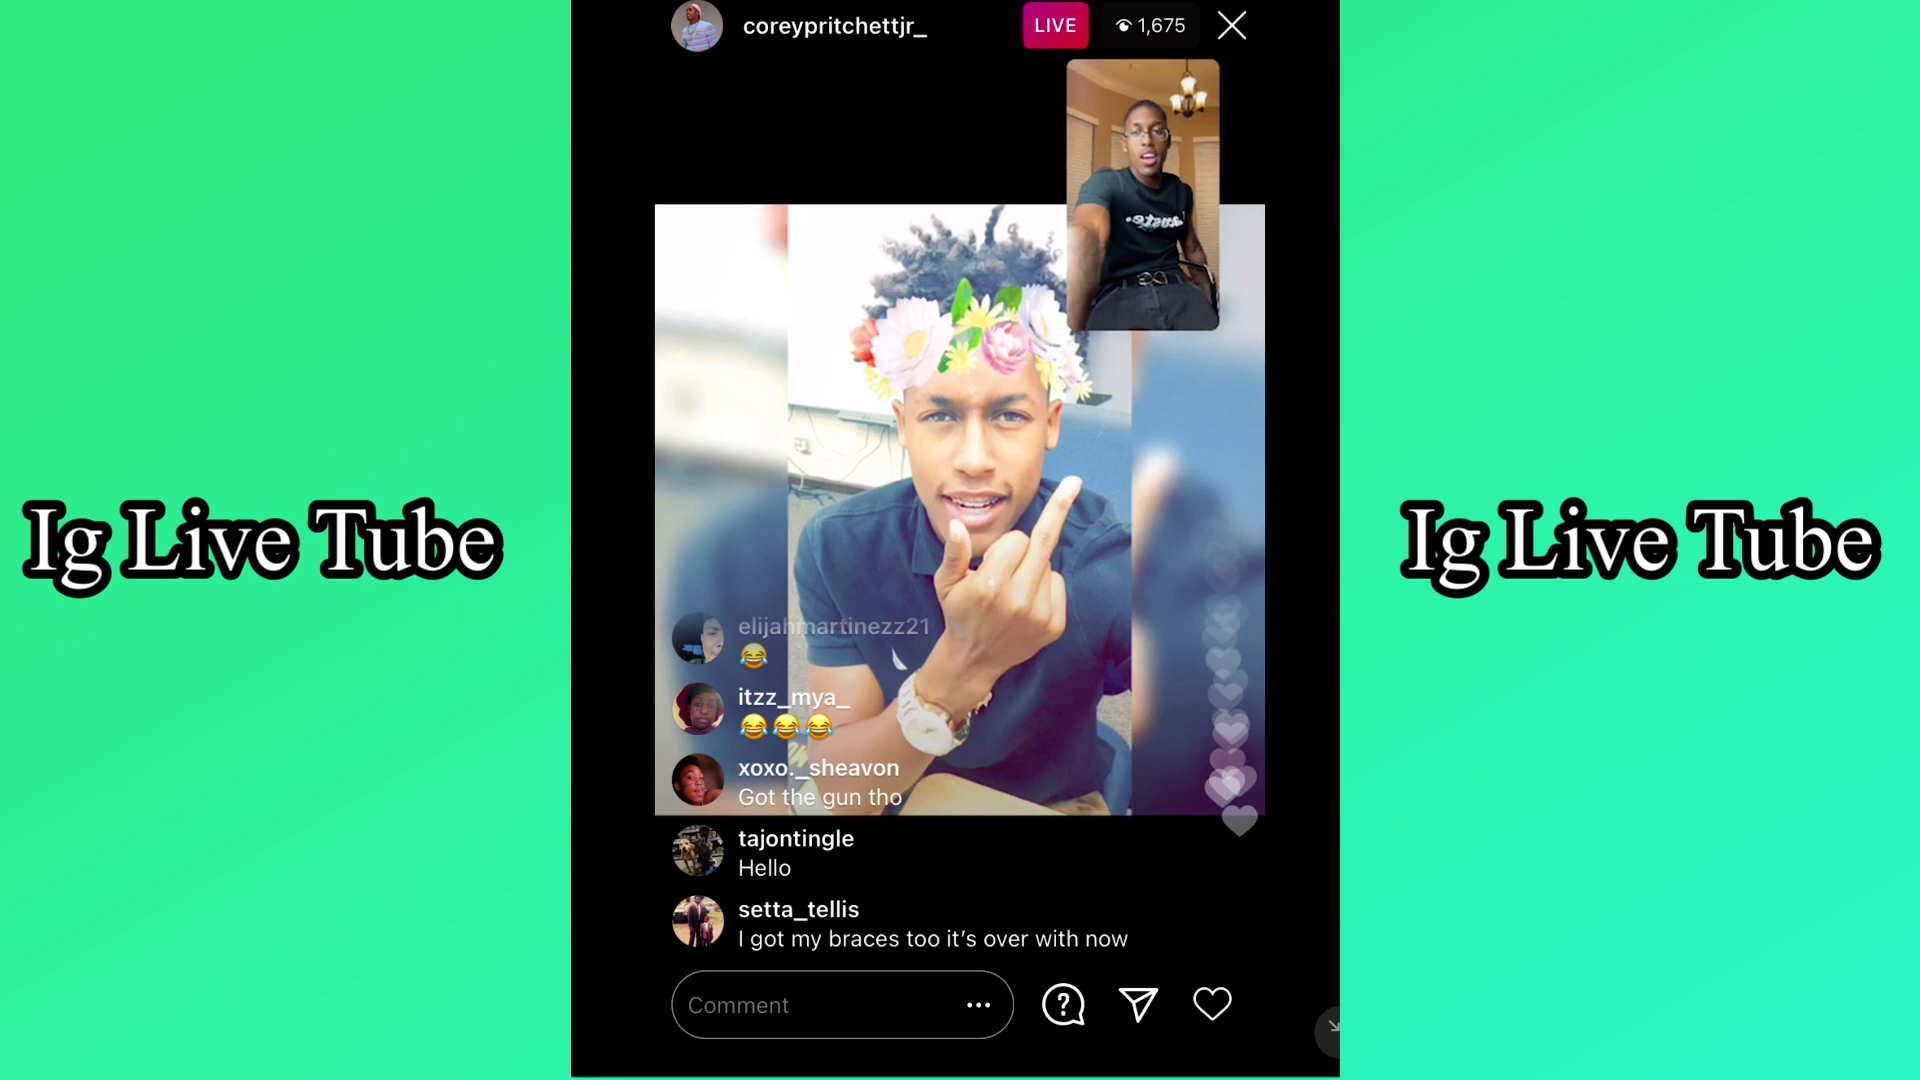 coreypritchettjr_
LIVE
1,675
Ig Live Tube
Ig Live Tube
elijahmartinezz21
😂
itzz_mya_
😂😂😂
xoxo._sheavon
Got the gun tho
tajontingle
Hello
setta_tellis
I got my braces too it’s over with now
Comment